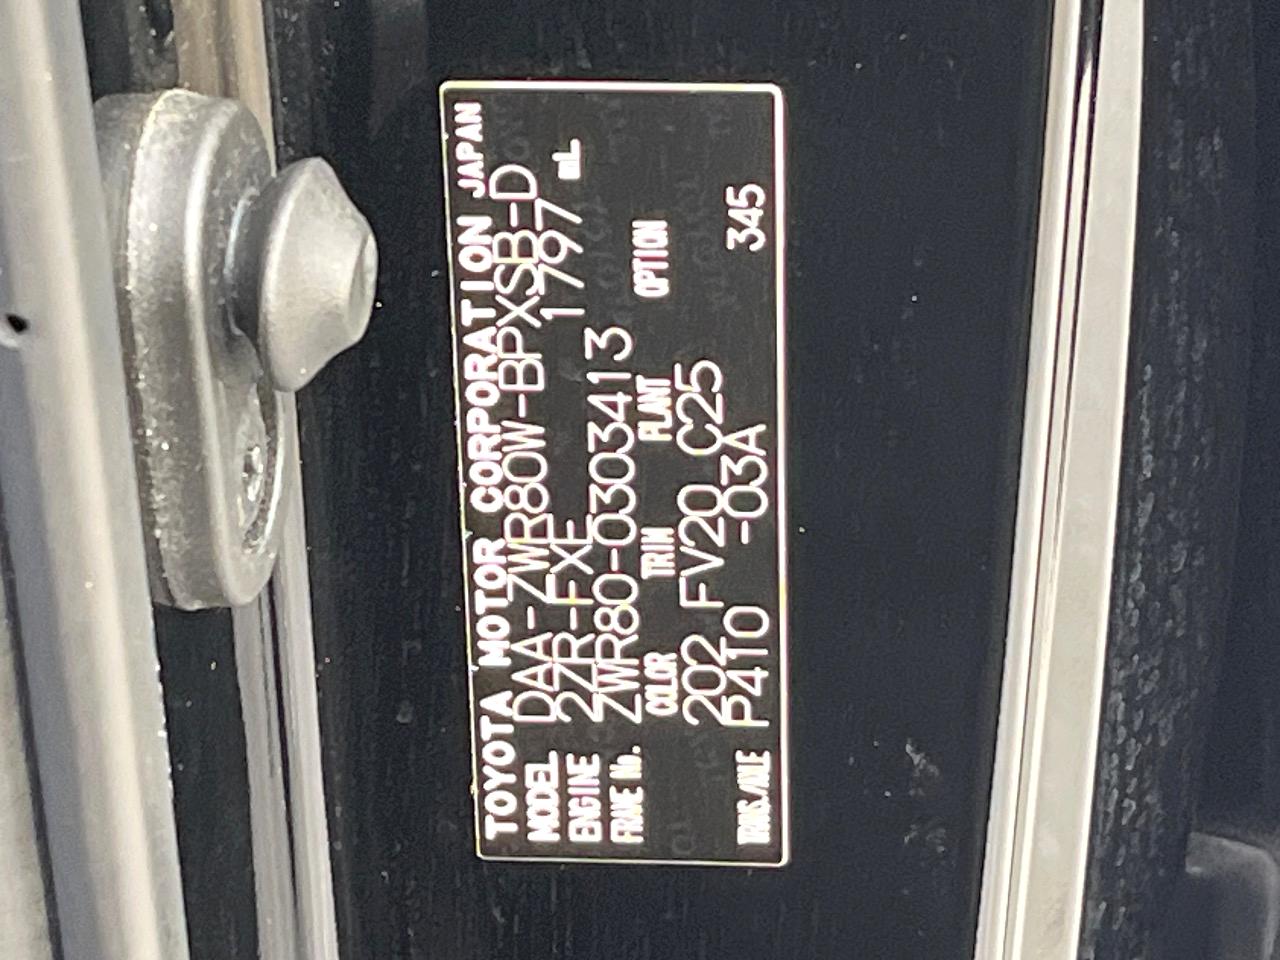 TOYOTA MOTOR CORPORATION JAPAN
MODEL DAA-ZWR80W-BPXSB-D
ENGINE 2ZR-FXE 1797 mL
FRAME No. ZWR80-0303413
COLOR TRIM PLANT OPTION
202 FV20 C25
TRANS./AXLE P410 -03A 345